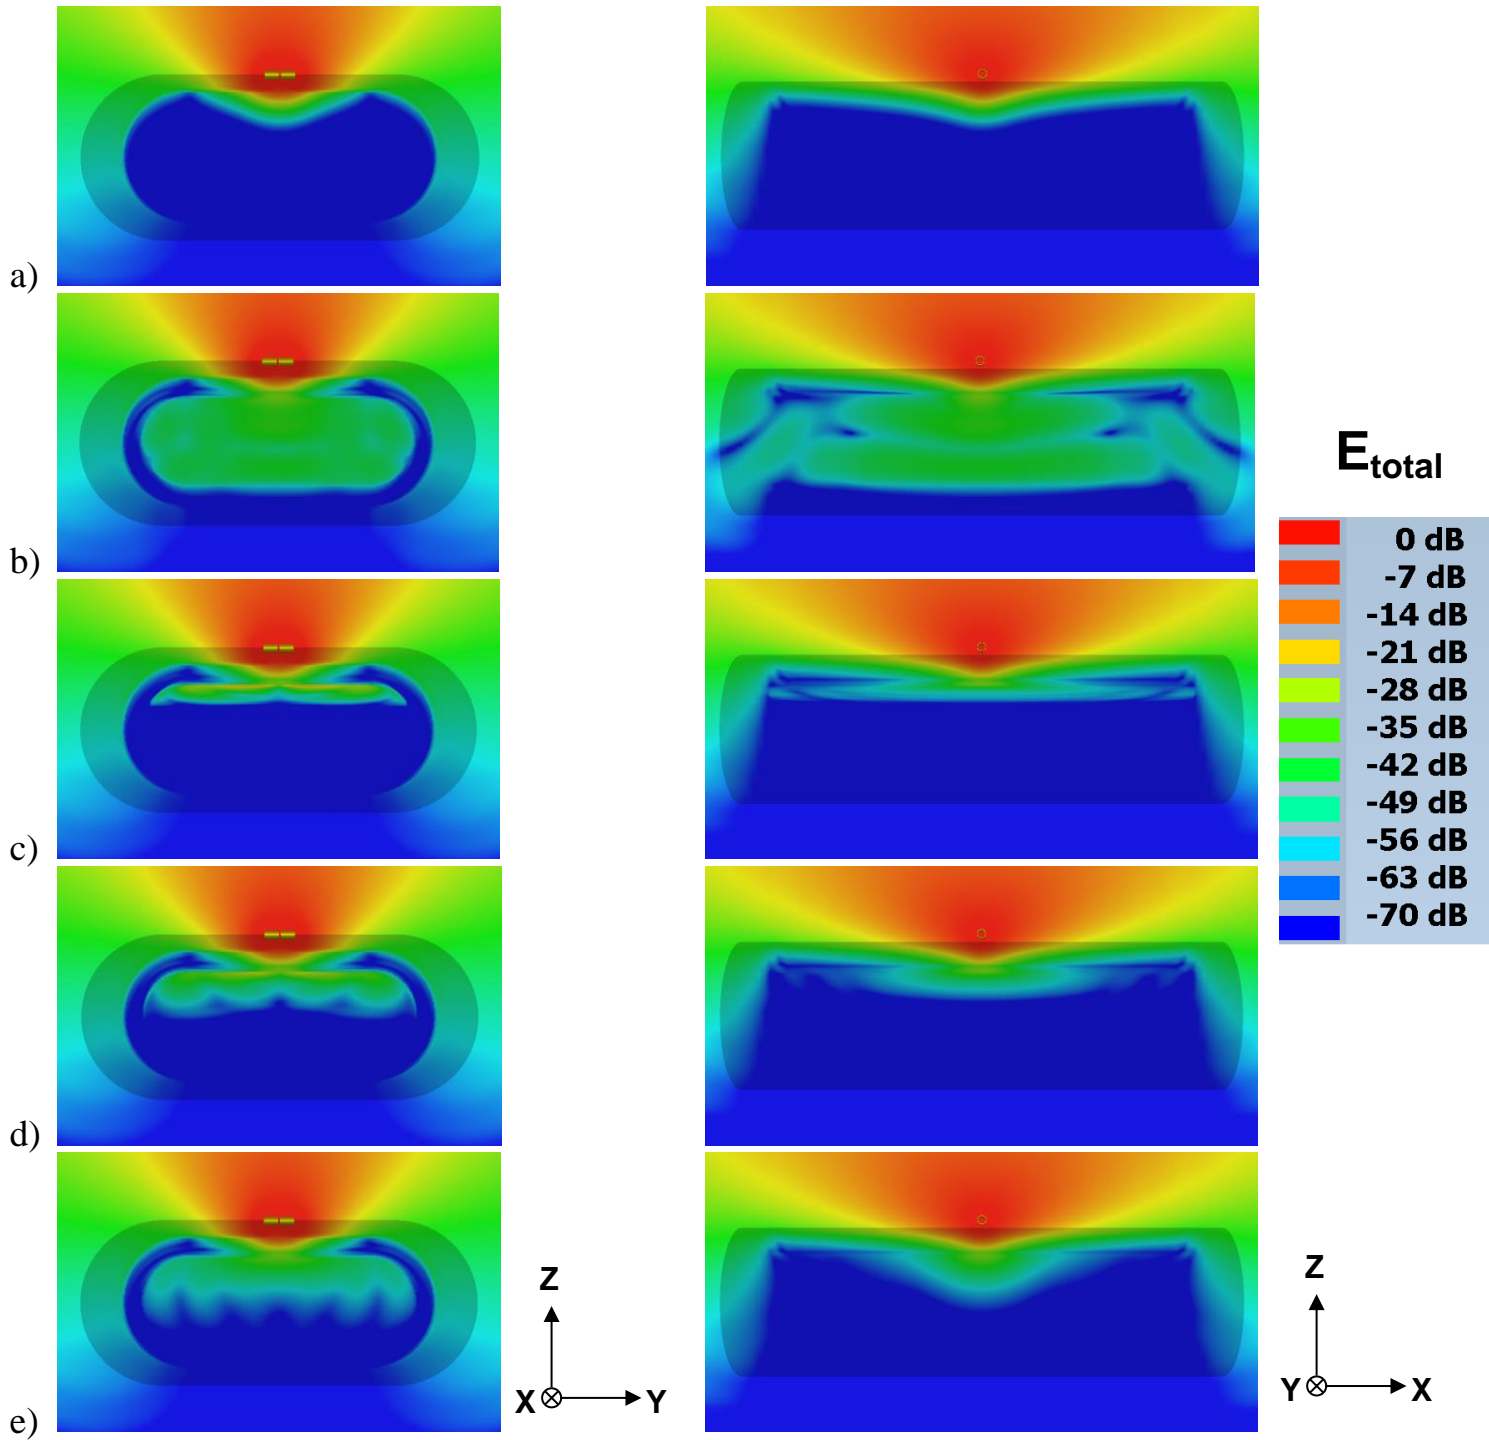 a)
b)
c)
d)
e)
E_total
0 dB
-7 dB
-14 dB
-21 dB
-28 dB
-35 dB
-42 dB
-49 dB
-56 dB
-63 dB
-70 dB
Z
X Y
Z
Y X